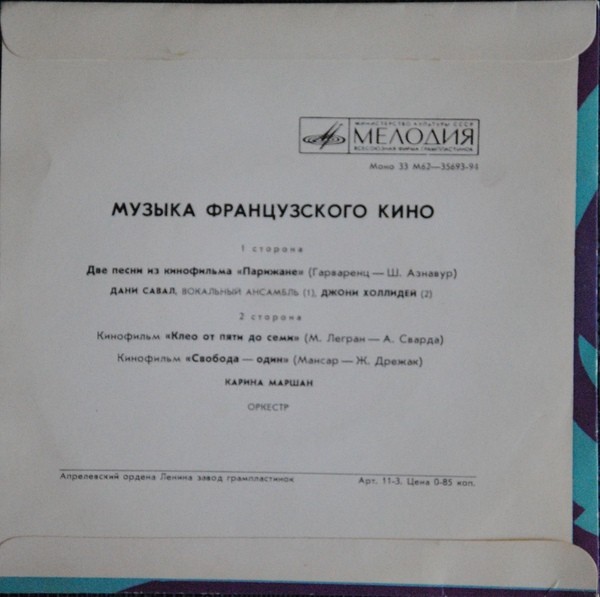 МИНИСТЕРСТВО КУЛЬТУРЫ СССР
МЕЛОДИЯ
ВСЕСОЮЗНАЯ ФИРМА ГРАМПЛАСТИНОК
Моно 33 М62—35693-94
МУЗЫКА ФРАНЦУЗСКОГО КИНО
1 сторона
Две песни из кинофильма «Парижане» (Гарваренц — Ш. Азнавур)
ДАНИ САВАЛ, ВОКАЛЬНЫЙ АНСАМБЛЬ (1), ДЖОНИ ХОЛЛИДЕЙ (2)
2 сторона
Кинофильм «Клео от пяти до семи» (М. Легран — А. Сварда)
Кинофильм «Свобода — один» (Мансар — Ж. Дрежак)
КАРИНА МАРШАН
ОРКЕСТР
Апрелевский ордена Ленина завод грампластинок Арт. 11-3. Цена 0-85 коп.